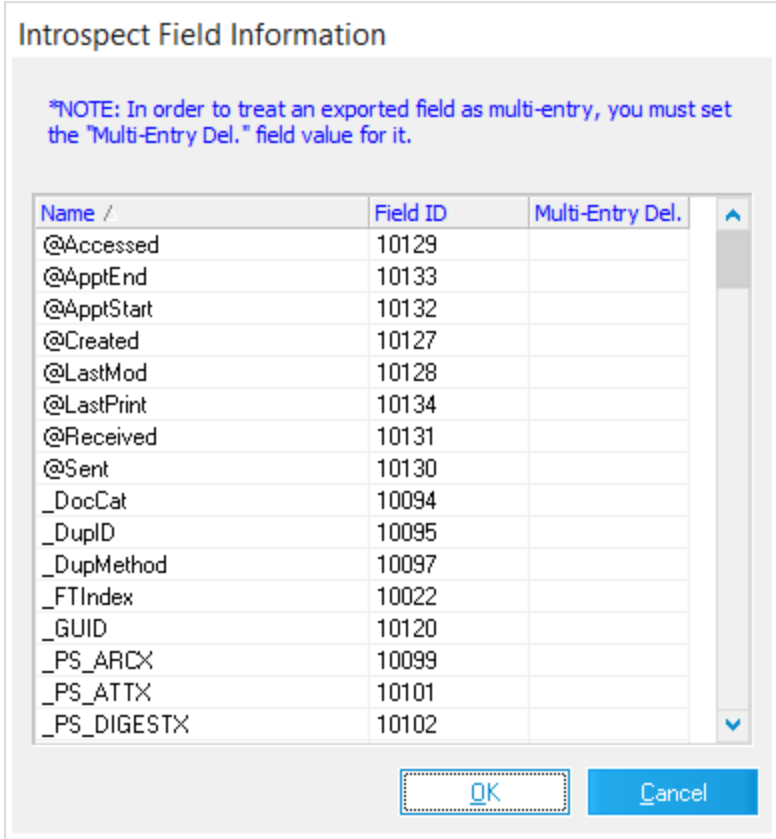 Introspect Field Information
*NOTE: In order to treat an exported field as multi-entry, you must set
the "Multi-Entry Del." field value for it.
Name / Field ID Multi-Entry Del.
@Accessed 10129
@ApptEnd 10133
@ApptStart 10132
@Created 10127
@LastMod 10128
@LastPrint 10134
@Received 10131
@Sent 10130
_DocCat 10094
_DupID 10095
_DupMethod 10097
_FTIndex 10022
_GUID 10120
_PS_ARCX 10099
_PS_ATTX 10101
_PS_DIGESTX 10102
OK Cancel